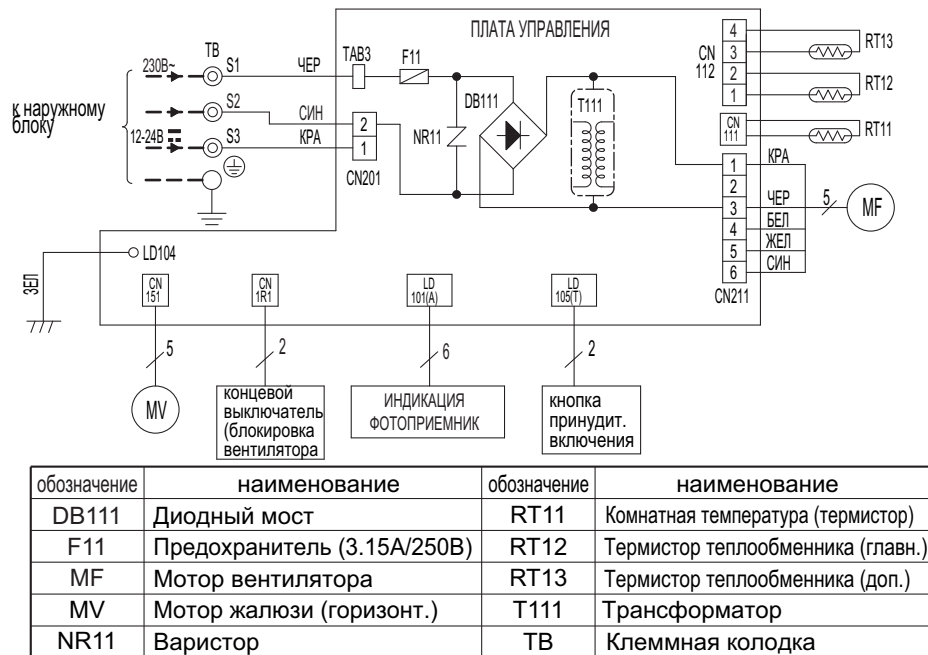 ПЛАТА УПРАВЛЕНИЯ
к наружному
блоку
230В~
12-24В
TB
S1
S2
S3
ЧЕР
СИН
КРА
TAB3
2
1
CN201
F11
NR11
DB111
T111
CN
112
4
3
2
1
RT13
RT12
CN
111
RT11
1
2
3
4
5
6
CN211
КРА
ЧЕР
БЕЛ
ЖЕЛ
СИН
5
MF
ЗЕЛ
LD104
CN
151
CN
1R1
LD
101(A)
LD
105(T)
5
2
6
2
MV
концевой
выключатель
(блокировка
вентилятора
ИНДИКАЦИЯ
ФОТОПРИЕМНИК
кнопка
принудит.
включения
обозначение наименование обозначение наименование
DB111 Диодный мост RT11 Комнатная температура (термистор)
F11 Предохранитель (3.15А/250В) RT12 Термистор теплообменника (главн.)
MF Мотор вентилятора RT13 Термистор теплообменника (доп.)
MV Мотор жалюзи (горизонт.) T111 Трансформатор
NR11 Варистор TB Клеммная колодка